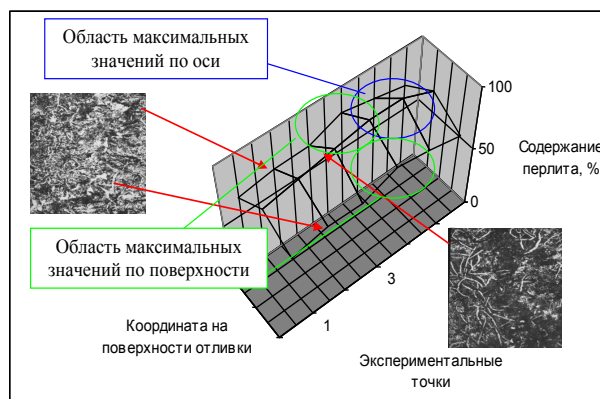 Область максимальных
значений по оси
100
50
0
Содержание
перлита, %
Область максимальных
значений по поверхности
3
1
Координата на
поверхности отливки
Экспериментальные
точки